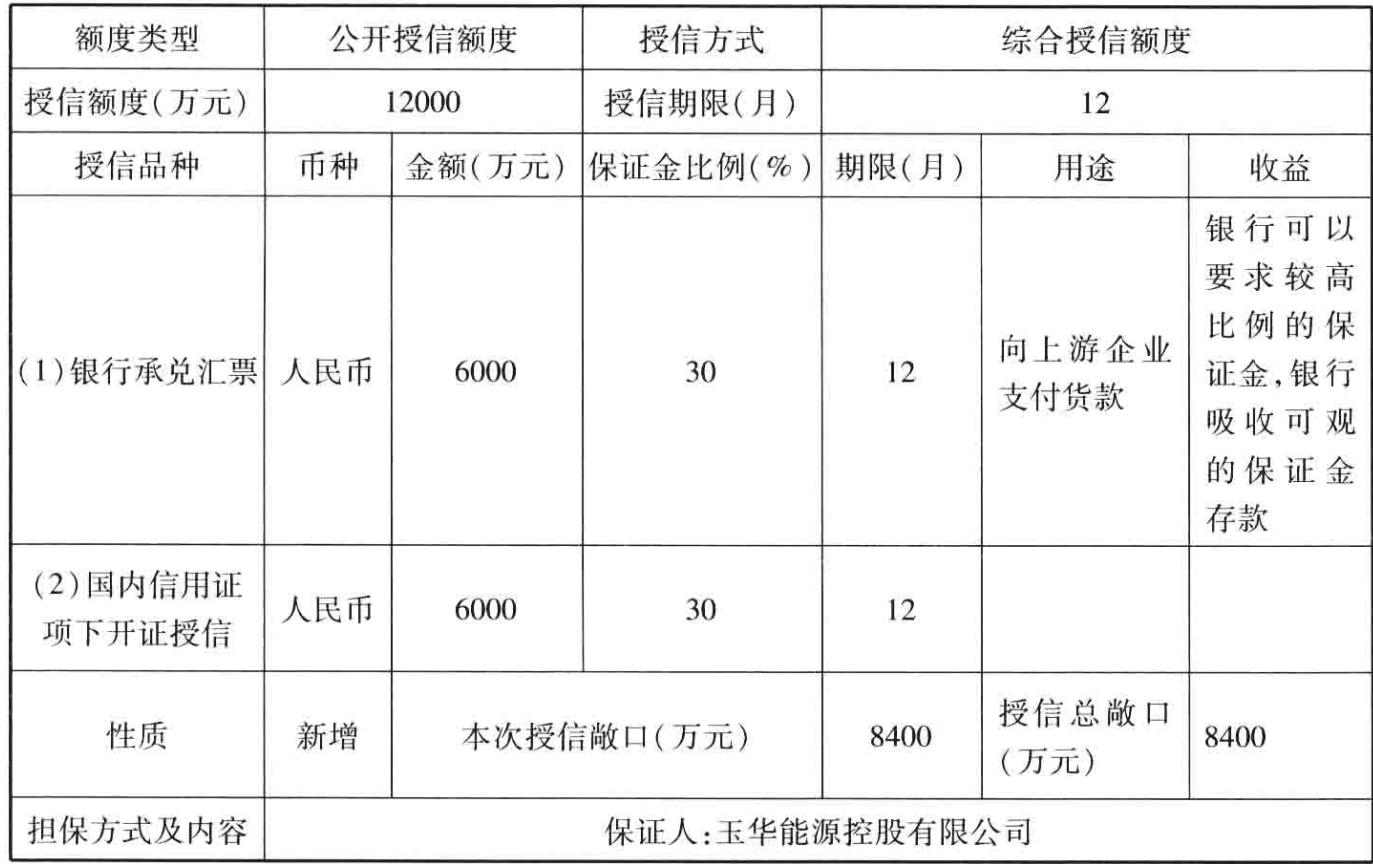 额度类型 公开授信额度 授信方式 综合授信额度
授信额度(万元) 12000 授信期限(月) 12
授信品种 币种 金额(万元) 保证金比例(%) 期限(月) 用途 收益
(1)银行承兑汇票 人民币 6000 30 12
向上游企业
支付货款
银行可以
要求较高
比例的保
证金,银行
吸收可观
的保证金
存款
(2)国内信用证
项下开证授信
人民币 6000 30 12
性质 新增 本次授信敞口(万元) 8400
授信总敞口
(万元)
8400
担保方式及内容 保证人:玉华能源控股有限公司